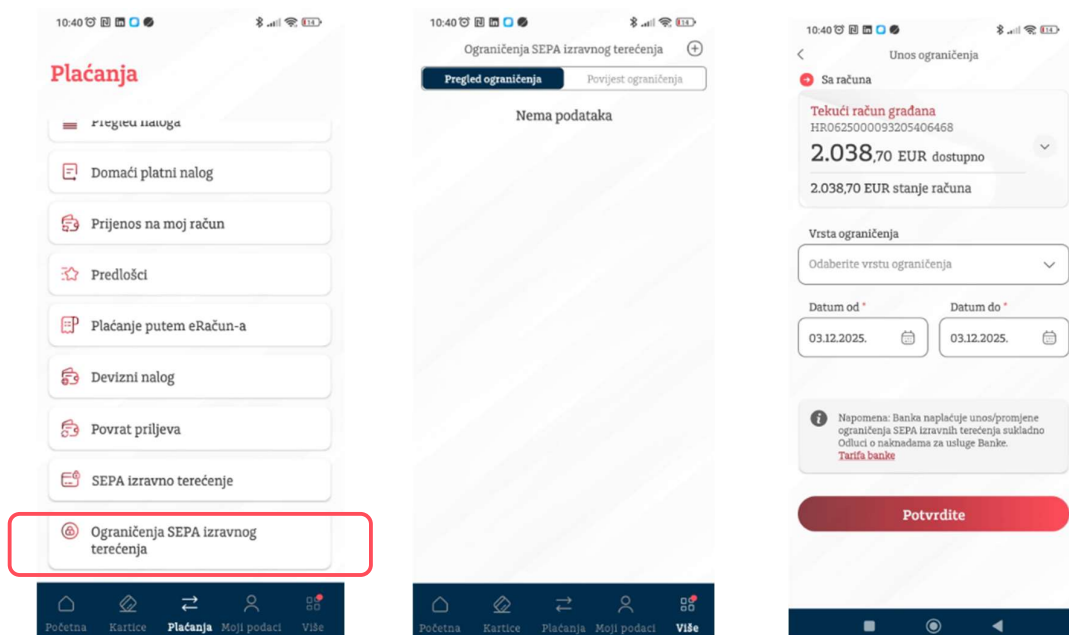 10:40
14
Plaćanja
Pregled naloga
Domaći platni nalog
Prijenos na moj račun
Predlošci
Plaćanje putem eRačun-a
Devizni nalog
Povrat priljeva
SEPA izravno terećenje
Ograničenja SEPA izravnog
terećenja
Početna Kartice Plaćanja Moji podaci Više
10:40
14
Ograničenja SEPA izravnog terećenja
Pregled ograničenja Povijest ograničenja
Nema podataka
Početna Kartice Plaćanja Moji podaci Više
10:40
14
Unos ograničenja
Sa računa
Tekući račun građana
HR0625000093205406468
2.038,70 EUR dostupno
2.038,70 EUR stanje računa
Vrsta ograničenja
Odaberite vrstu ograničenja
Datum od * Datum do *
03.12.2025. 03.12.2025.
Napomena: Banka naplaćuje unos/promjene
ograničenja SEPA izravnih terećenja sukladno
Odluci o naknadama za usluge Banke.
Tarifa banke
Potvrdite